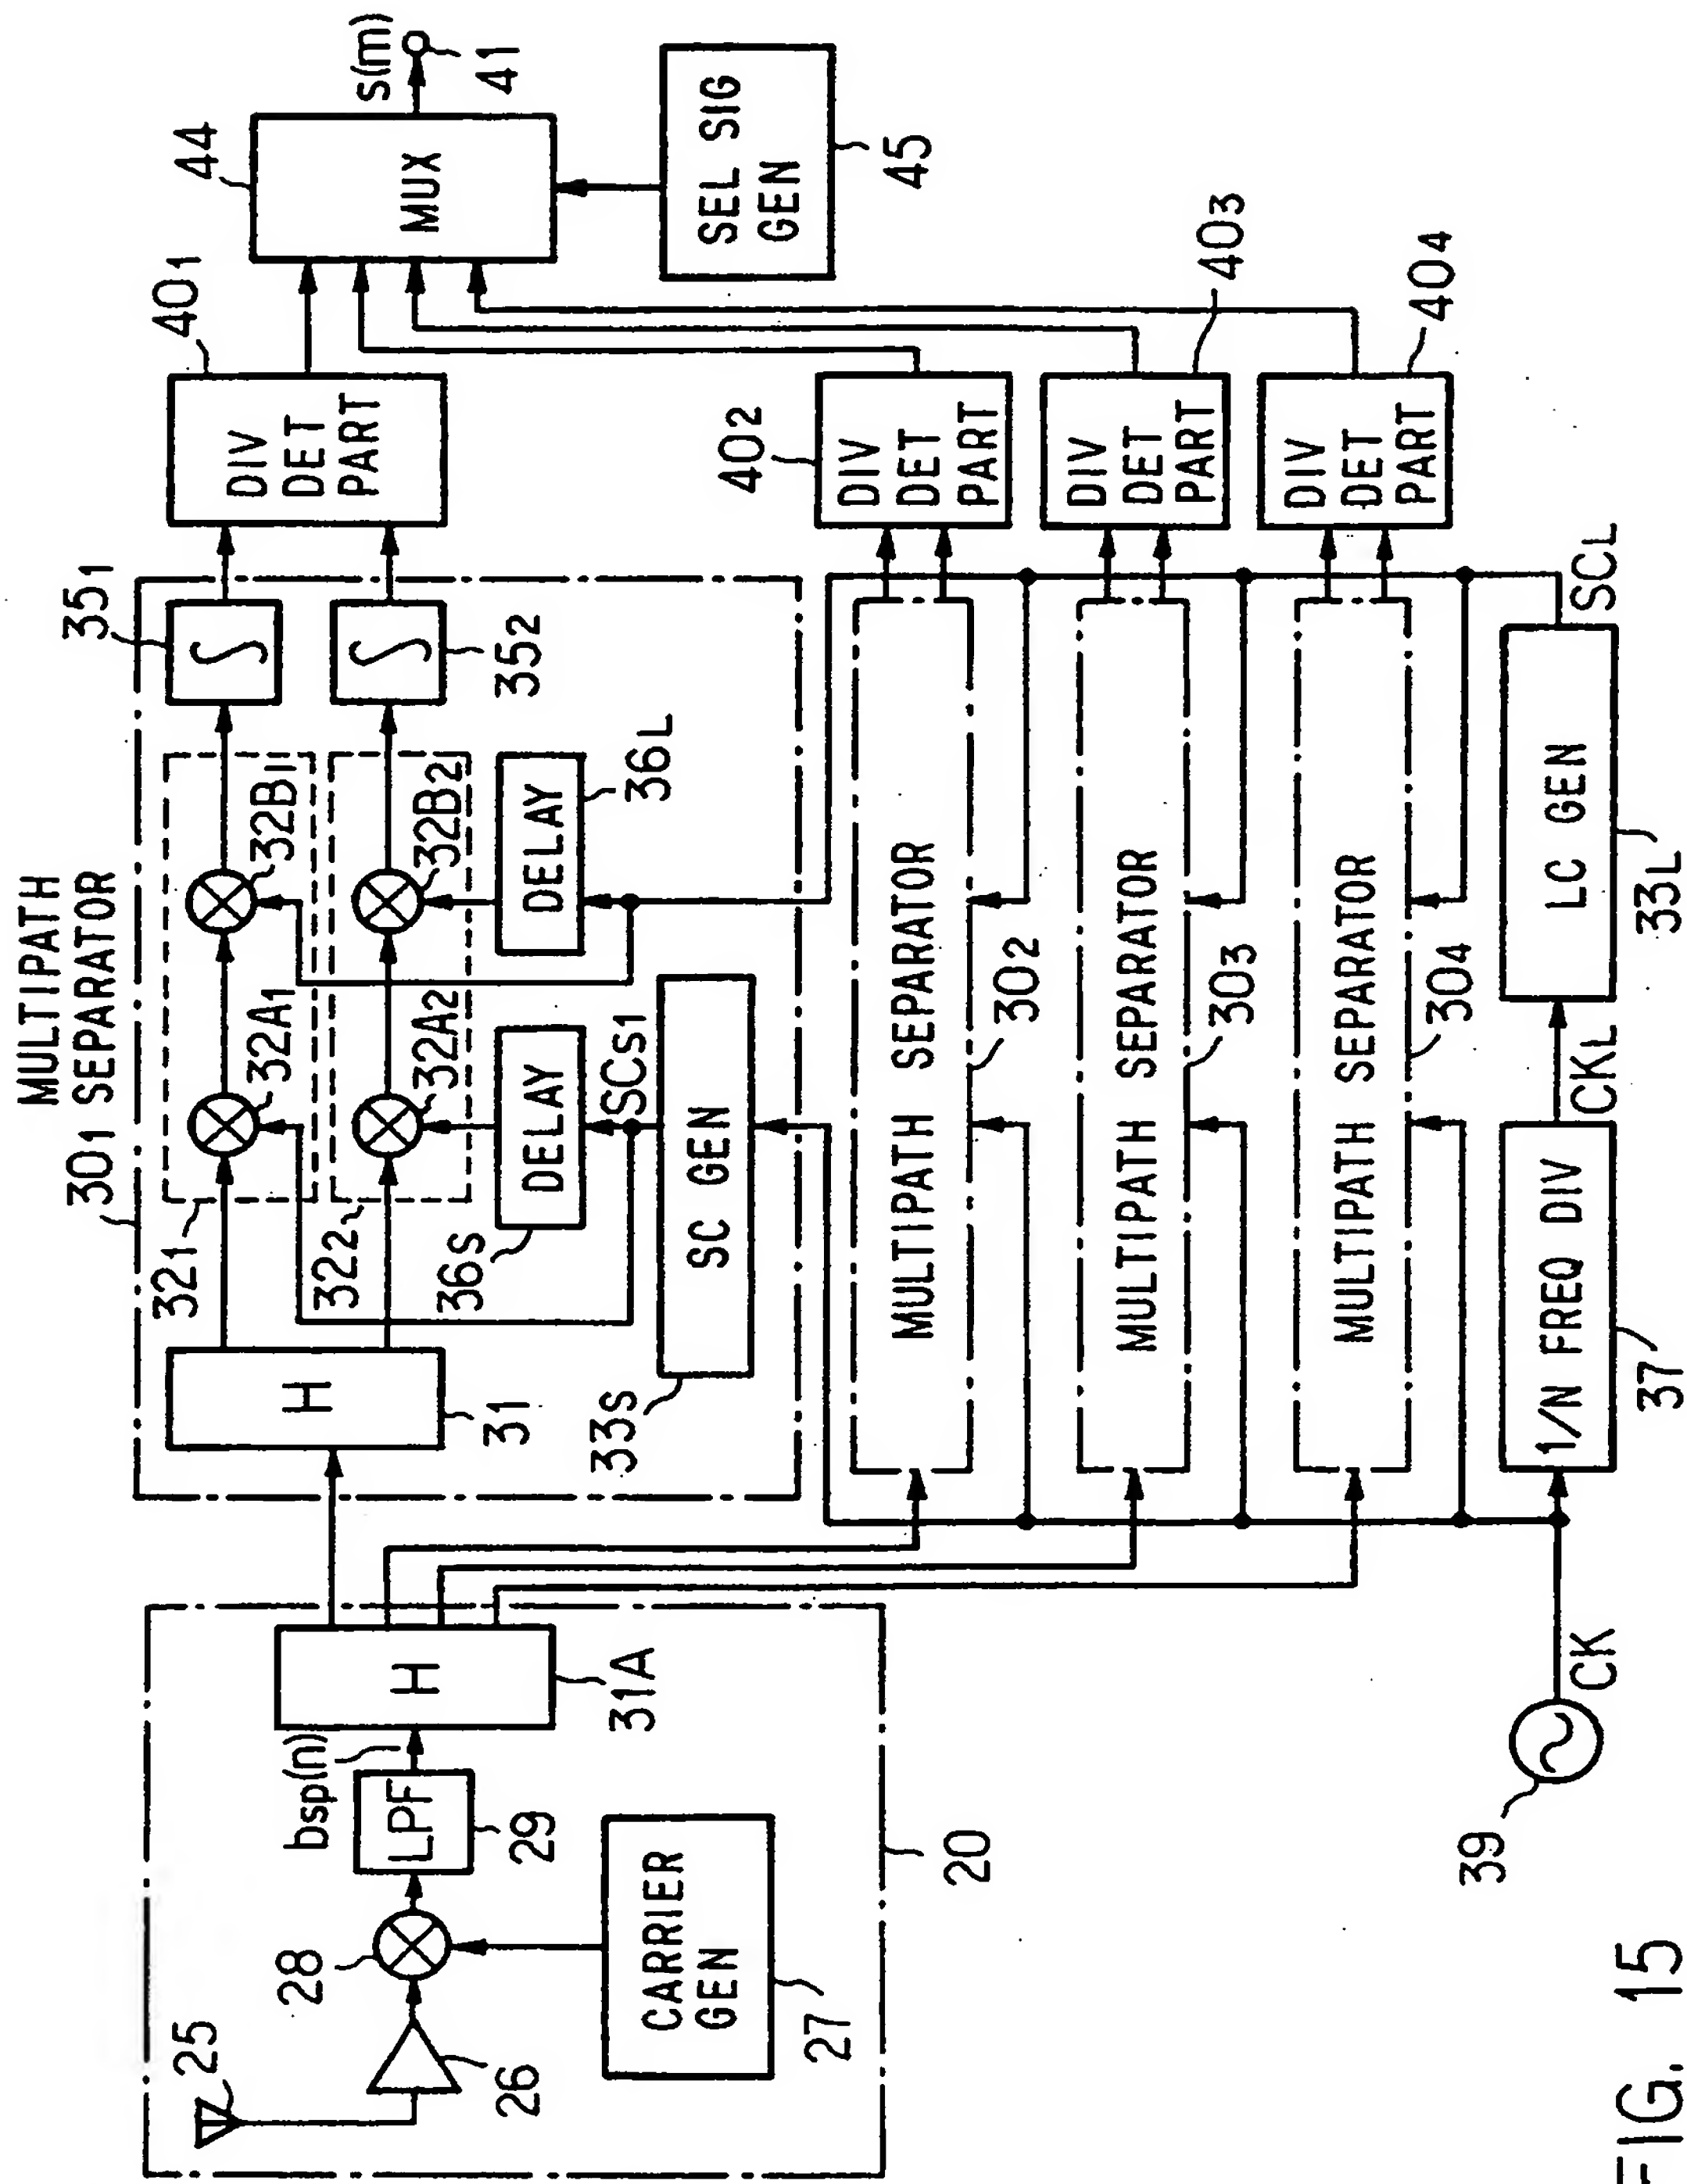 MULTIPATH
301 SEPARATOR
321
322
31
32A1
32A2
32B1
32B2
351
352
H
∫
∫
DELAY
36S
DELAY
36L
SCS1
SC GEN
33S
401
DIV
DET
PART
44
MUX
s(m)
41
SEL SIG
GEN
45
25
26
28
bsp(n)
LPF
29
H
31A
CARRIER
GEN
27
20
MULTIPATH SEPARATOR
302
402
DIV
DET
PART
MULTIPATH SEPARATOR
303
403
DIV
DET
PART
MULTIPATH SEPARATOR
304
404
DIV
DET
PART
39
CK
1/N FREQ DIV
37
CKL
LC GEN
33L
SCL
FIG. 15